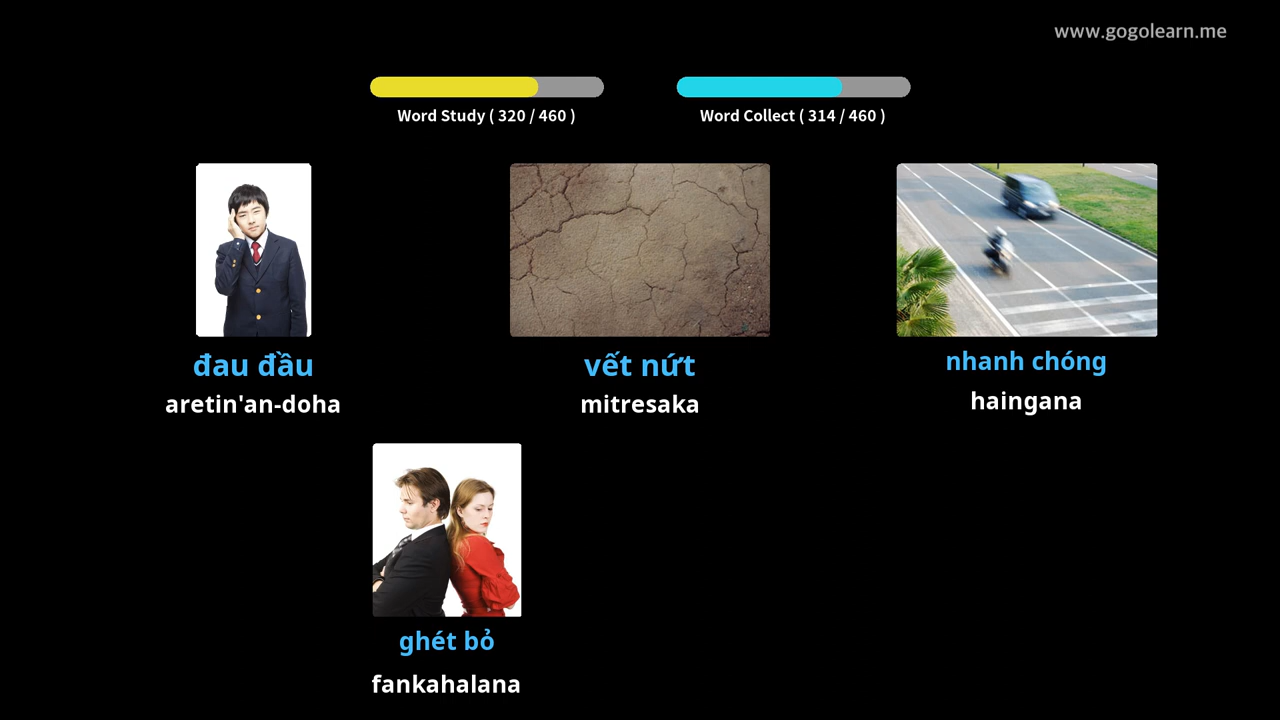 www.gogolearn.me
Word Study ( 320 / 460 )
Word Collect ( 314 / 460 )
đau đầu
aretin'an-doha
vết nứt
mitresaka
nhanh chóng
haingana
ghét bỏ
fankahalana